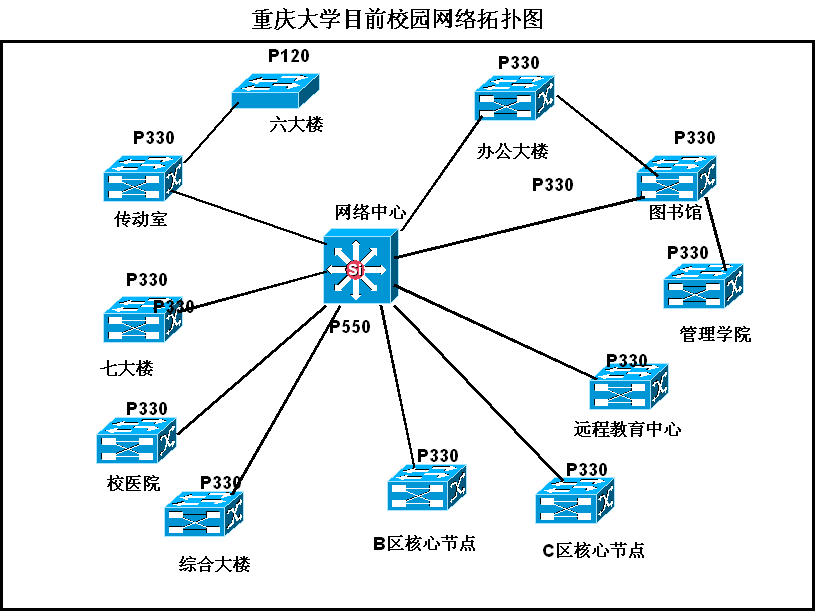 重庆大学目前校园网络拓扑图
P120
六大楼
P330
办公大楼
P330
传动室
P330
图书馆
P330
网络中心
P550
P330
管理学院
P330
P330
七大楼
P330
远程教育中心
P330
校医院
P330
综合大楼
P330
B区核心节点
P330
C区核心节点
Si